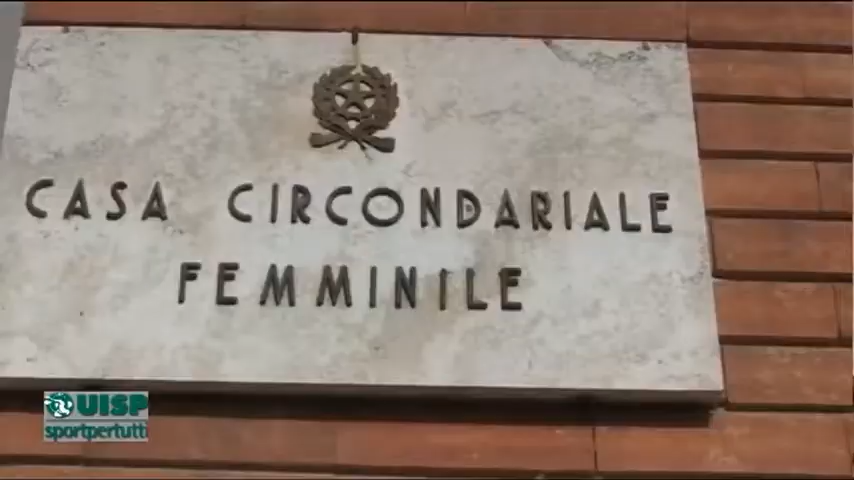 CASA CIRCONDARIALE
FEMMINILE
UISP
sportpertutti